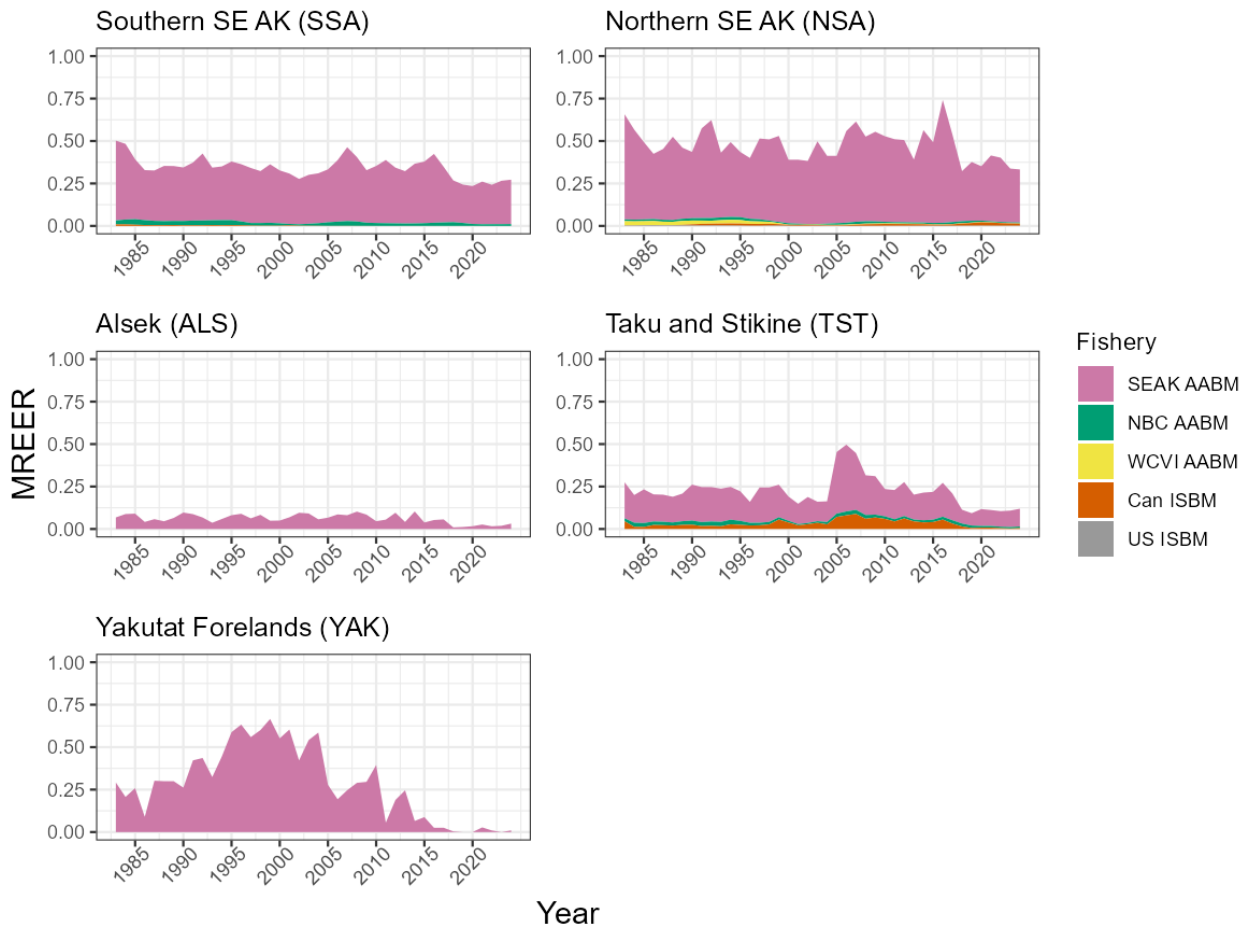 Southern SE AK (SSA)
1.00
0.75
0.50
0.25
0.00
1985 1990 1995 2000 2005 2010 2015 2020
Northern SE AK (NSA)
1.00
0.75
0.50
0.25
0.00
1985 1990 1995 2000 2005 2010 2015 2020
Alsek (ALS)
1.00
0.75
0.50
0.25
0.00
1985 1990 1995 2000 2005 2010 2015 2020
Taku and Stikine (TST)
1.00
0.75
0.50
0.25
0.00
1985 1990 1995 2000 2005 2010 2015 2020
Yakutat Forelands (YAK)
1.00
0.75
0.50
0.25
0.00
1985 1990 1995 2000 2005 2010 2015 2020
MREER
Year
Fishery
SEAK AABM
NBC AABM
WCVI AABM
Can ISBM
US ISBM